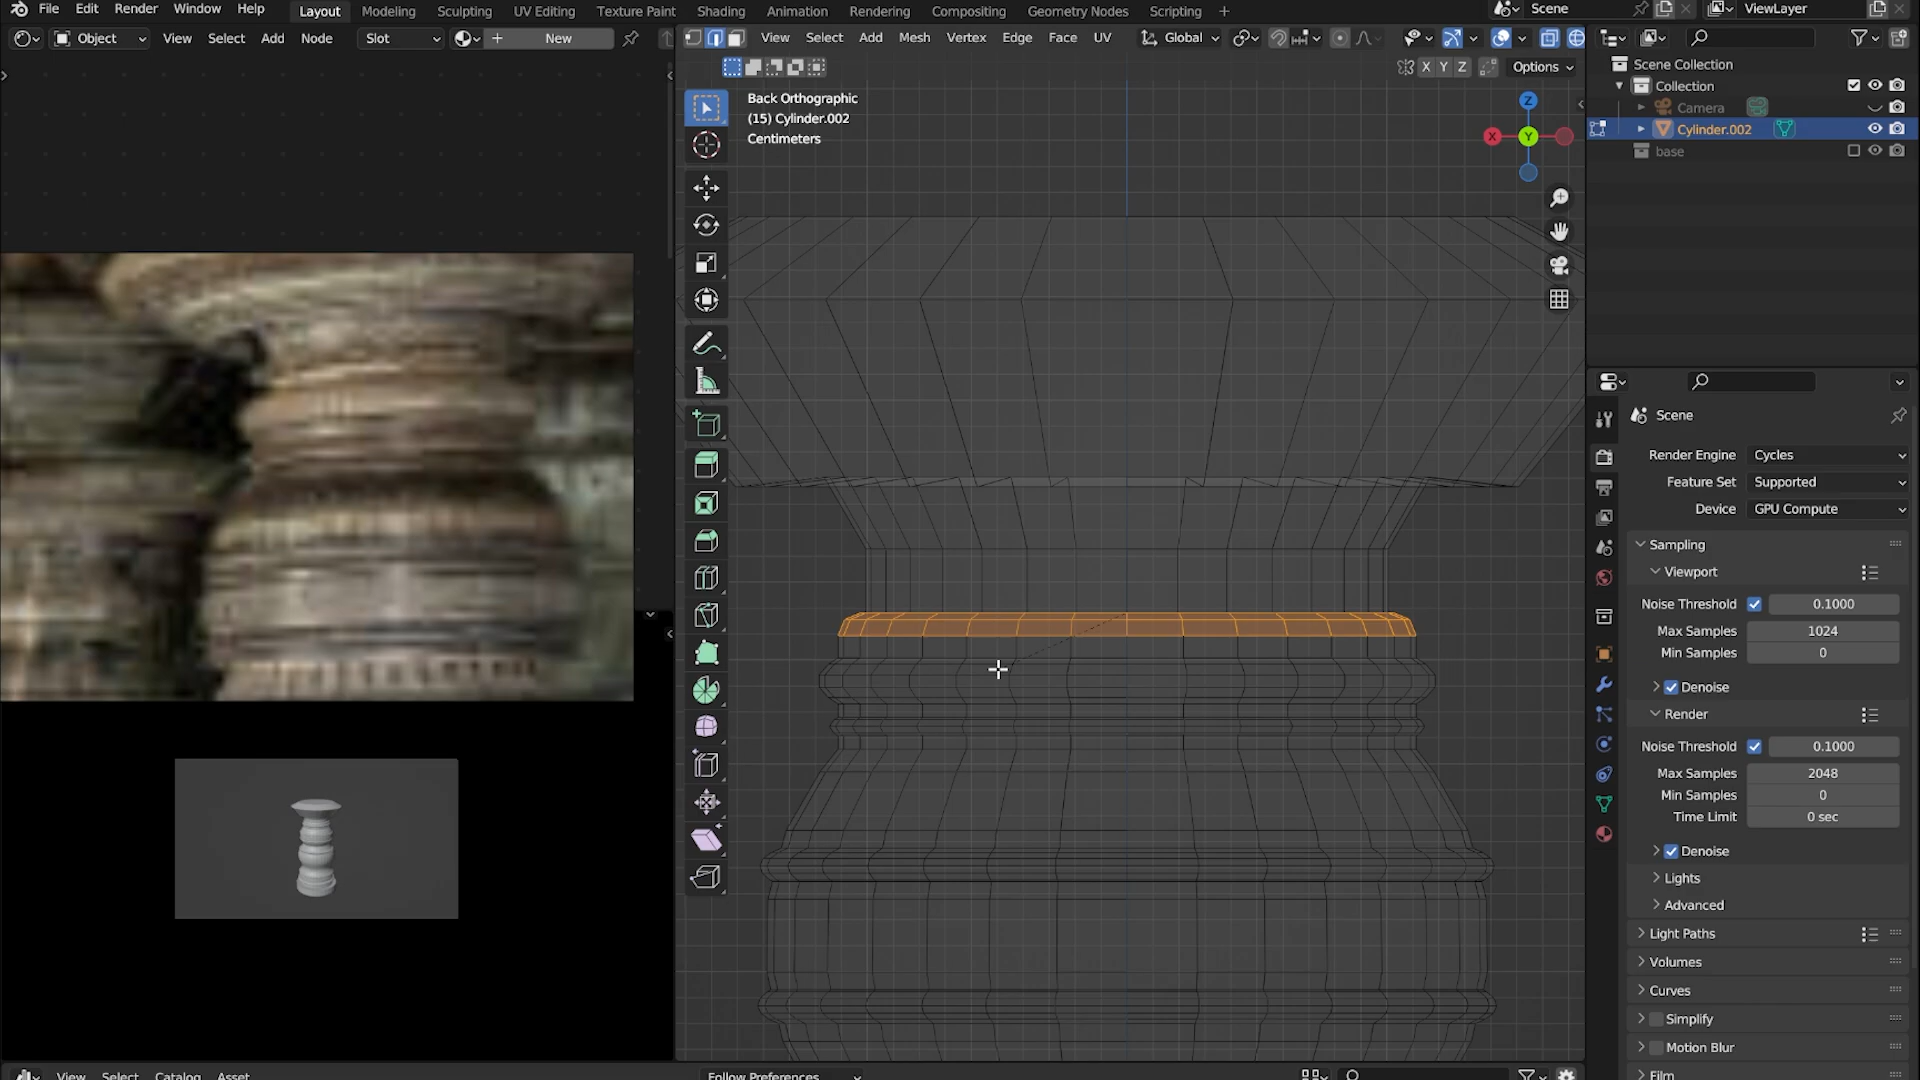 File Edit Render Window Help Layout Modeling Sculpting UV Editing Texture Paint Shading Animation Rendering Compositing Geometry Nodes Scripting + Scene ViewLayer
Object View Select Add Node Slot New
View Select Add Mesh Vertex Edge Face UV Global
X Y Z Options
Back Orthographic
(15) Cylinder.002
Centimeters
Z
X
Y
Scene Collection
Collection
Camera
Cylinder.002
base
Scene
Render Engine Cycles
Feature Set Supported
Device GPU Compute
Sampling
Viewport
Noise Threshold 0.1000
Max Samples 1024
Min Samples 0
Denoise
Render
Noise Threshold 0.1000
Max Samples 2048
Min Samples 0
Time Limit 0 sec
Denoise
Lights
Advanced
Light Paths
Volumes
Curves
Simplify
Motion Blur
Film
View Select Catalog Asset Follow Preferences